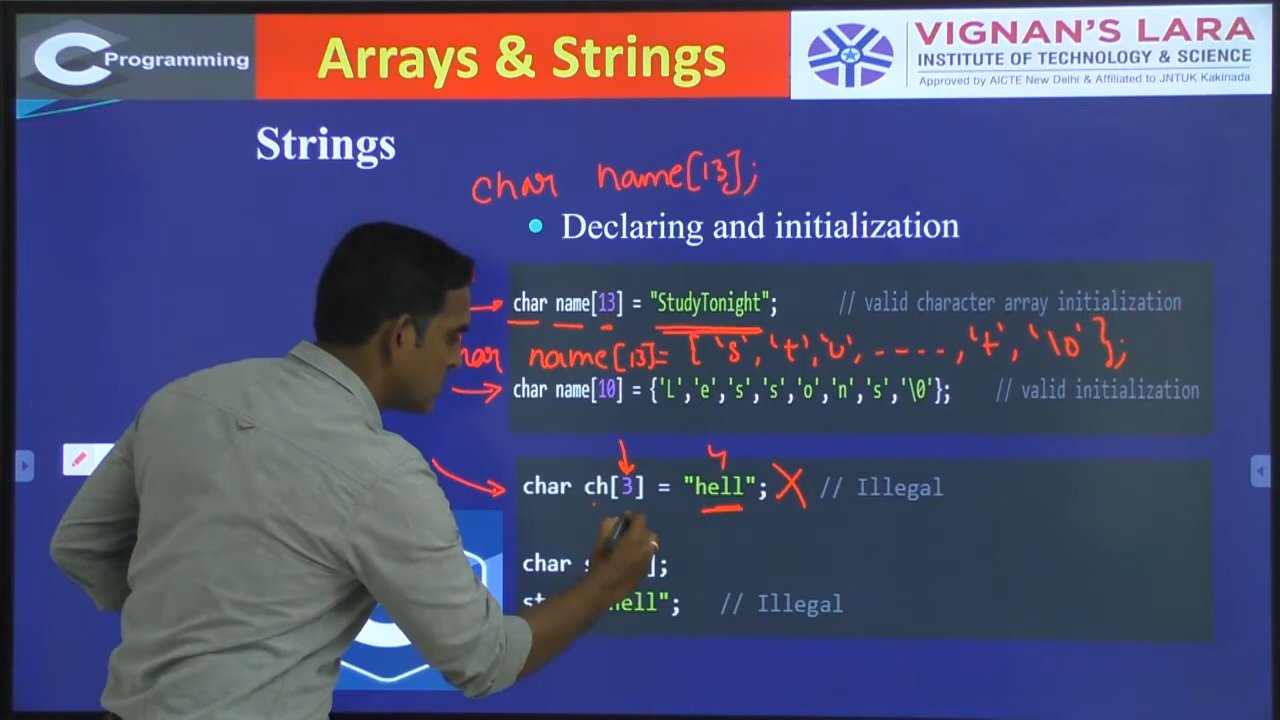 C Programming
Arrays & Strings
VIGNAN'S LARA
INSTITUTE OF TECHNOLOGY & SCIENCE
Approved by AICTE New Delhi & Affiliated to JNTUK Kakinada
Strings
char name[13];
Declaring and initialization
char name[13] = "StudyTonight"; // valid character array initialization
name[13]= { 's', 't', 'u', ----- , 't', '\0' };
char name[10] = {'L','e','s','s','o','n','s','\0'}; // valid initialization
4
char ch[3] = "hell"; X // Illegal
char ];
ell"; // Illegal